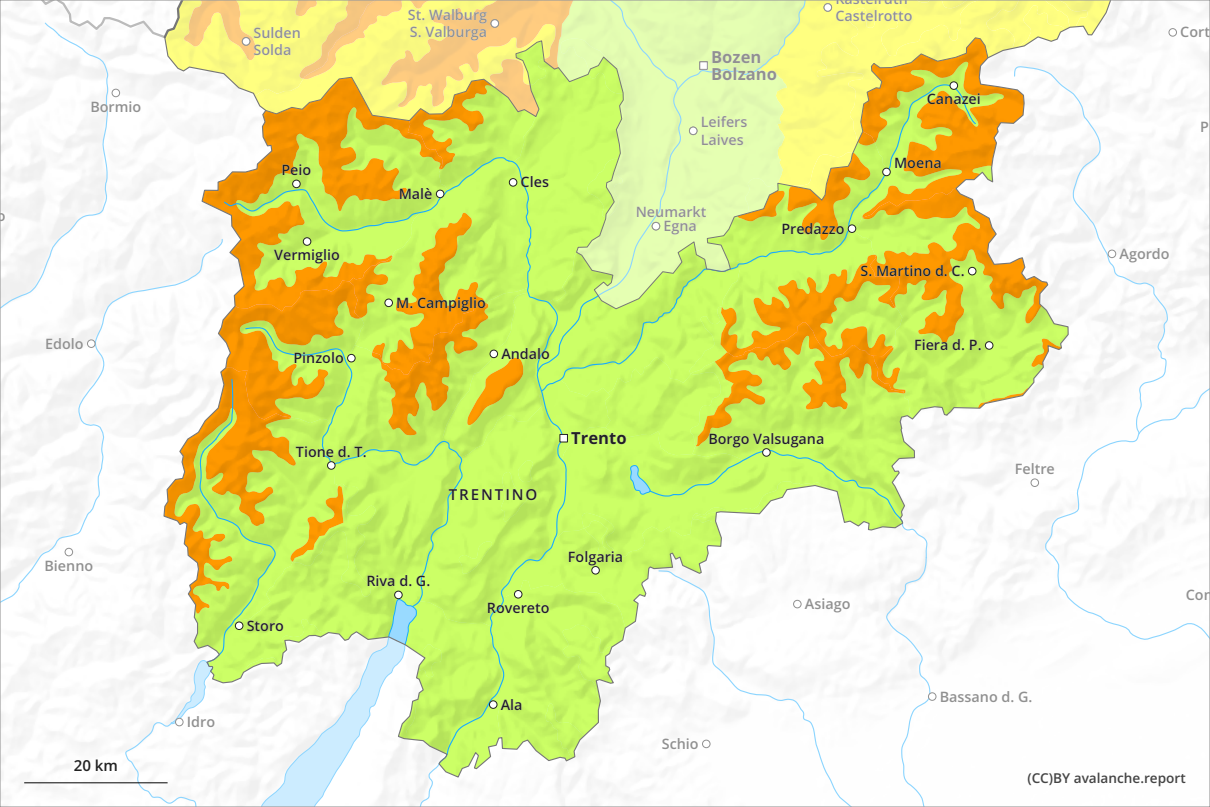 Kastelruth
Castelrotto
St. Walburg
S. Valburga
Sulden
Solda
Cort
Bozen
Bolzano
Bormio
Canazei
Leifers
Laives
Moena
Peio
Cles
Malè
Neumarkt
Egna
Predazzo
Vermiglio
Agordo
S. Martino d. C.
M. Campiglio
Edolo
Fiera d. P.
Andalo
Pinzolo
Trento
Borgo Valsugana
Tione d. T.
Feltre
TRENTINO
Bienno
Folgaria
Riva d. G.
Cor
Rovereto
Asiago
Storo
Bassano d. G.
Ala
Idro
Schio
20 km
(CC)BY avalanche.report